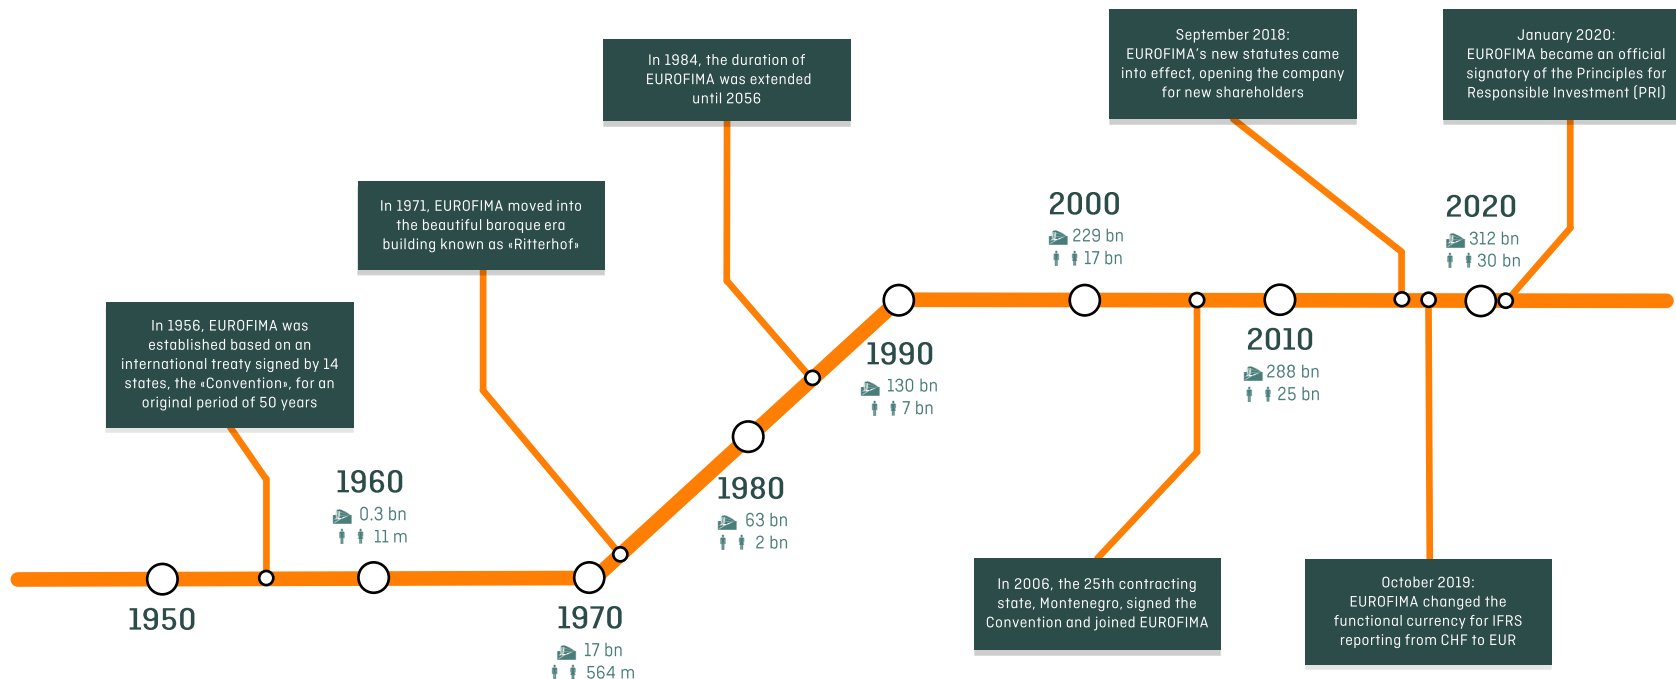 In 1956, EUROFIMA was
established based on an
international treaty signed by 14
states, the «Convention», for an
original period of 50 years
In 1971, EUROFIMA moved into
the beautiful baroque era
building known as «Ritterhof»
In 1984, the duration of
EUROFIMA was extended
until 2056
September 2018:
EUROFIMA's new statutes came
into effect, opening the company
for new shareholders
January 2020:
EUROFIMA became an official
signatory of the Principles for
Responsible Investment (PRI)
1950
1960
0.3 bn
11 m
1970
17 bn
564 m
1980
63 bn
2 bn
1990
130 bn
7 bn
2000
229 bn
17 bn
2010
288 bn
25 bn
2020
312 bn
30 bn
In 2006, the 25th contracting
state, Montenegro, signed the
Convention and joined EUROFIMA
October 2019:
EUROFIMA changed the
functional currency for IFRS
reporting from CHF to EUR